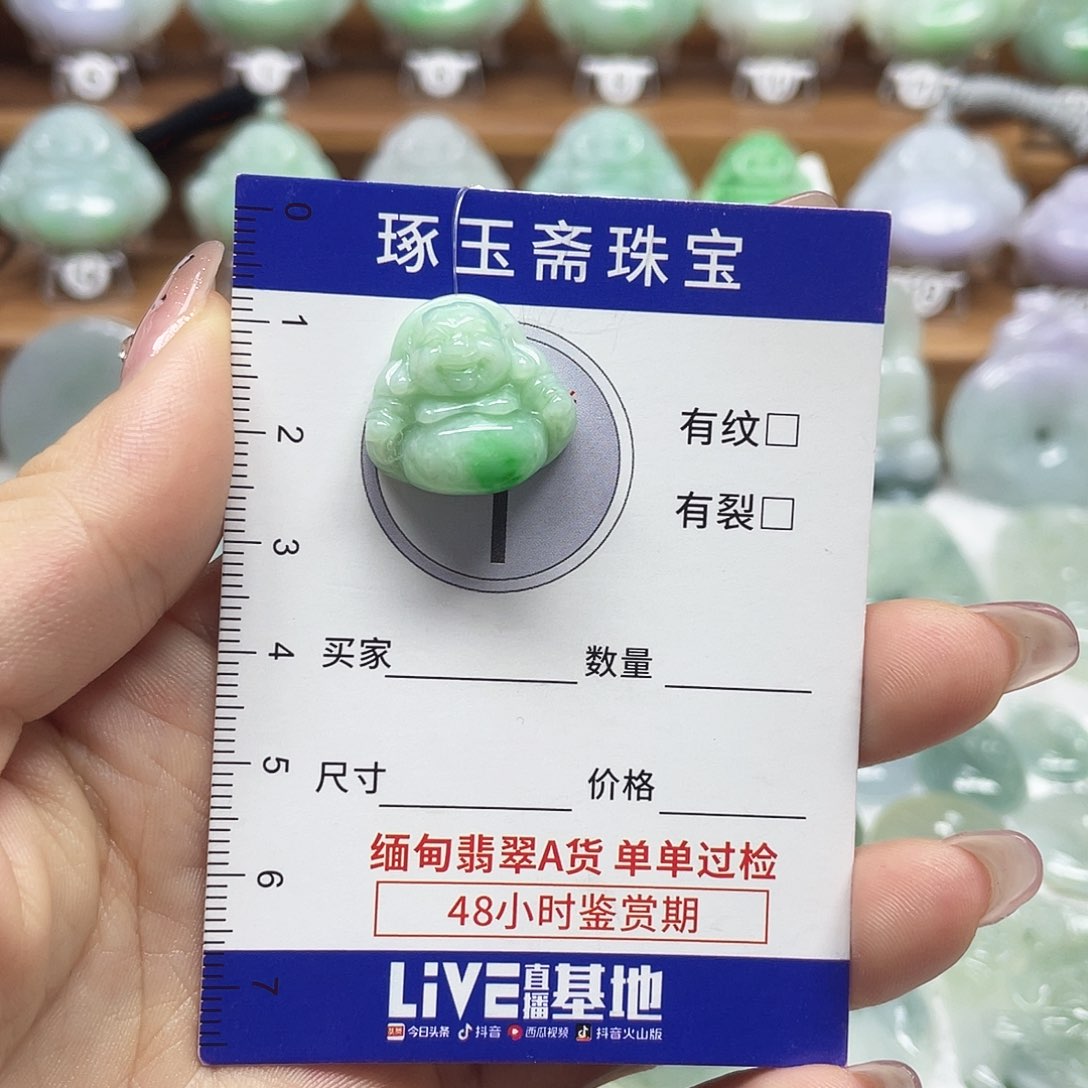 琢玉斋珠宝
0
1
2
3
4
5
6
7
有纹□
有裂□
买家 数量
尺寸 价格
缅甸翡翠A货 单单过检
48小时鉴赏期
LiVE直播基地
今日头条 抖音 西瓜视频 抖音火山版